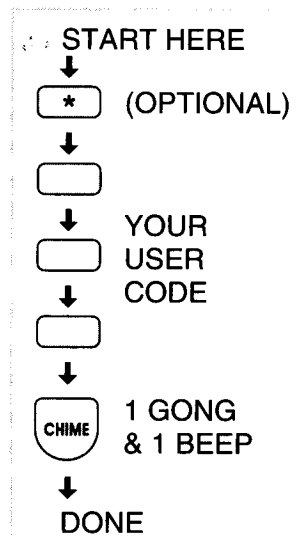 START HERE
* (OPTIONAL)
YOUR
USER
CODE
CHIME
1 GONG
& 1 BEEP
DONE